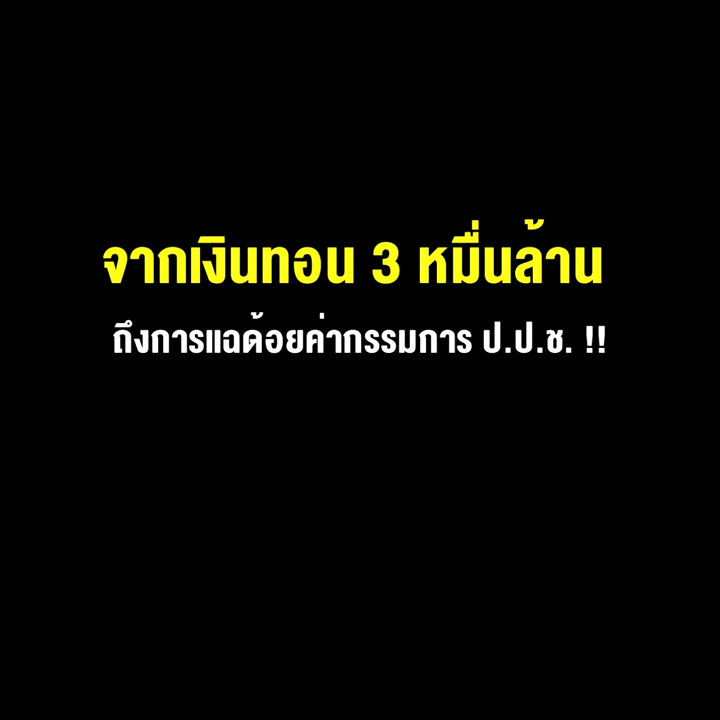 จากเงินทอน 3 หมื่นล้าน
ถึงการแฉด้อยค่ากรรมการ ป.ป.ช. !!